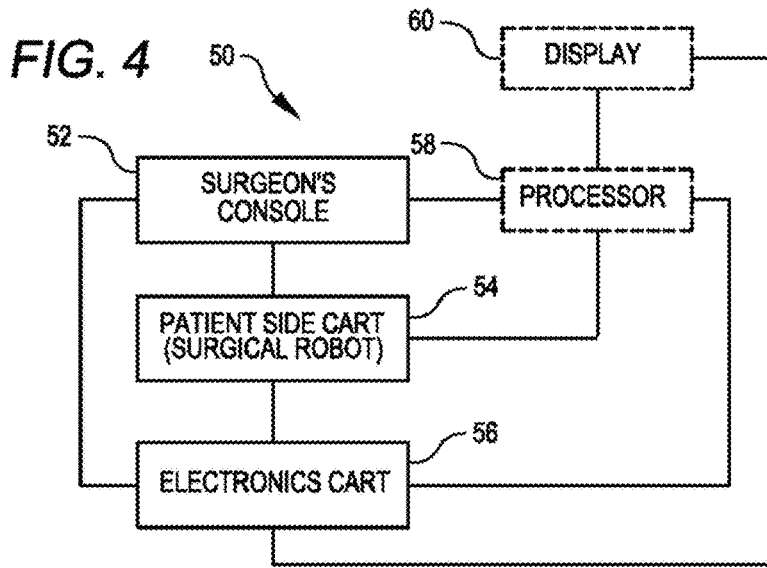 FIG. 4
50
60
DISPLAY
52
SURGEON'S
CONSOLE
58
PROCESSOR
54
PATIENT SIDE CART
(SURGICAL ROBOT)
56
ELECTRONICS CART